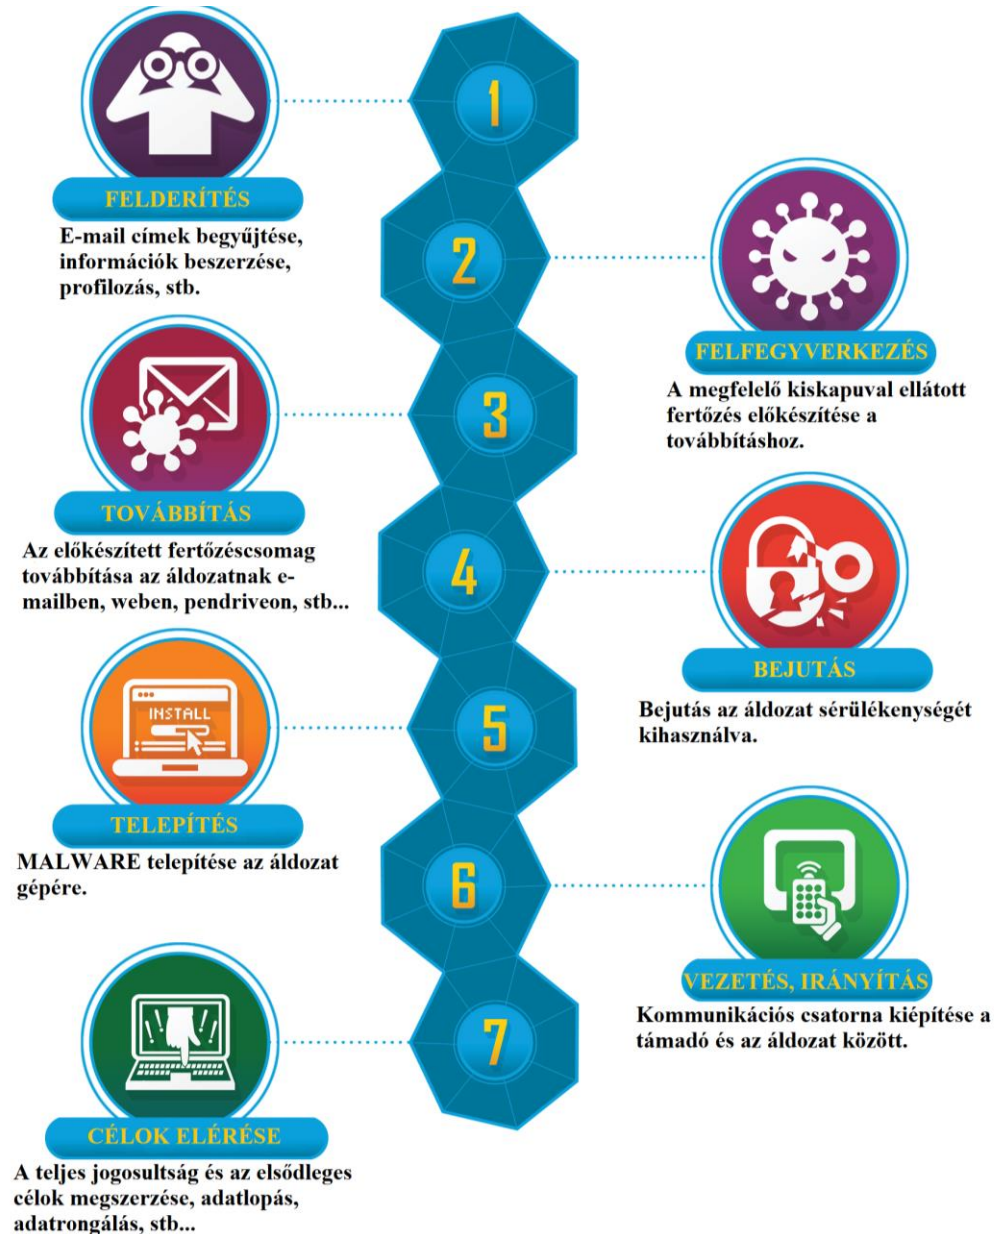 1
FELDERÍTÉS
E-mail címek begyűjtése,
információk beszerzése,
profilozás, stb.
2
FELFEGYVERKEZÉS
A megfelelő kiskapuval ellátott
fertőzés előkészítése a
továbbításhoz.
3
TOVÁBBÍTÁS
Az előkészített fertőzéscsomag
továbbítása az áldozatnak e-
mailben, weben, pendriveon, stb...
4
BEJUTÁS
Bejutás az áldozat sérülékenységét
kihasználva.
5
INSTALL
TELEPÍTÉS
MALWARE telepítése az áldozat
gépére.
6
VEZETÉS, IRÁNYÍTÁS
Kommunikációs csatorna kiépítése a
támadó és az áldozat között.
7
CÉLOK ELÉRÉSE
A teljes jogosultság és az elsődleges
célok megszerzése, adatlopás,
adatrongálás, stb...